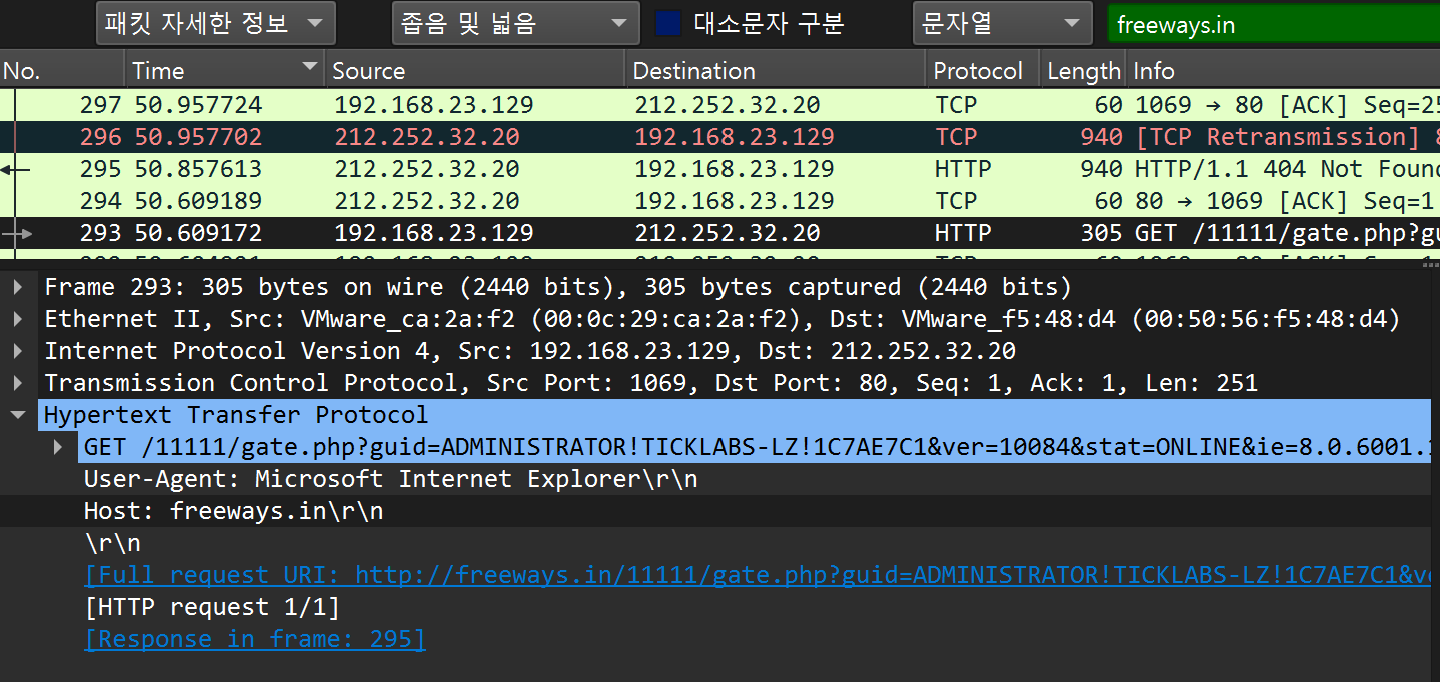 패킷 자세한 정보 좁음 및 넓음 대소문자 구분 문자열 freeways.in
No. Time Source Destination Protocol Length Info
297 50.957724 192.168.23.129 212.252.32.20 TCP 60 1069 → 80 [ACK] Seq=25
296 50.957702 212.252.32.20 192.168.23.129 TCP 940 [TCP Retransmission]
295 50.857613 212.252.32.20 192.168.23.129 HTTP 940 HTTP/1.1 404 Not Found
294 50.609189 212.252.32.20 192.168.23.129 TCP 60 80 → 1069 [ACK] Seq=1
293 50.609172 192.168.23.129 212.252.32.20 HTTP 305 GET /11111/gate.php?gu
Frame 293: 305 bytes on wire (2440 bits), 305 bytes captured (2440 bits)
Ethernet II, Src: VMware_ca:2a:f2 (00:0c:29:ca:2a:f2), Dst: VMware_f5:48:d4 (00:50:56:f5:48:d4)
Internet Protocol Version 4, Src: 192.168.23.129, Dst: 212.252.32.20
Transmission Control Protocol, Src Port: 1069, Dst Port: 80, Seq: 1, Ack: 1, Len: 251
Hypertext Transfer Protocol
GET /11111/gate.php?guid=ADMINISTRATOR!TICKLABS-LZ!1C7AE7C1&ver=10084&stat=ONLINE&ie=8.0.6001.1
User-Agent: Microsoft Internet Explorer\r\n
Host: freeways.in\r\n
\r\n
[Full request URI: http://freeways.in/11111/gate.php?guid=ADMINISTRATOR!TICKLABS-LZ!1C7AE7C1&ve
[HTTP request 1/1]
[Response in frame: 295]